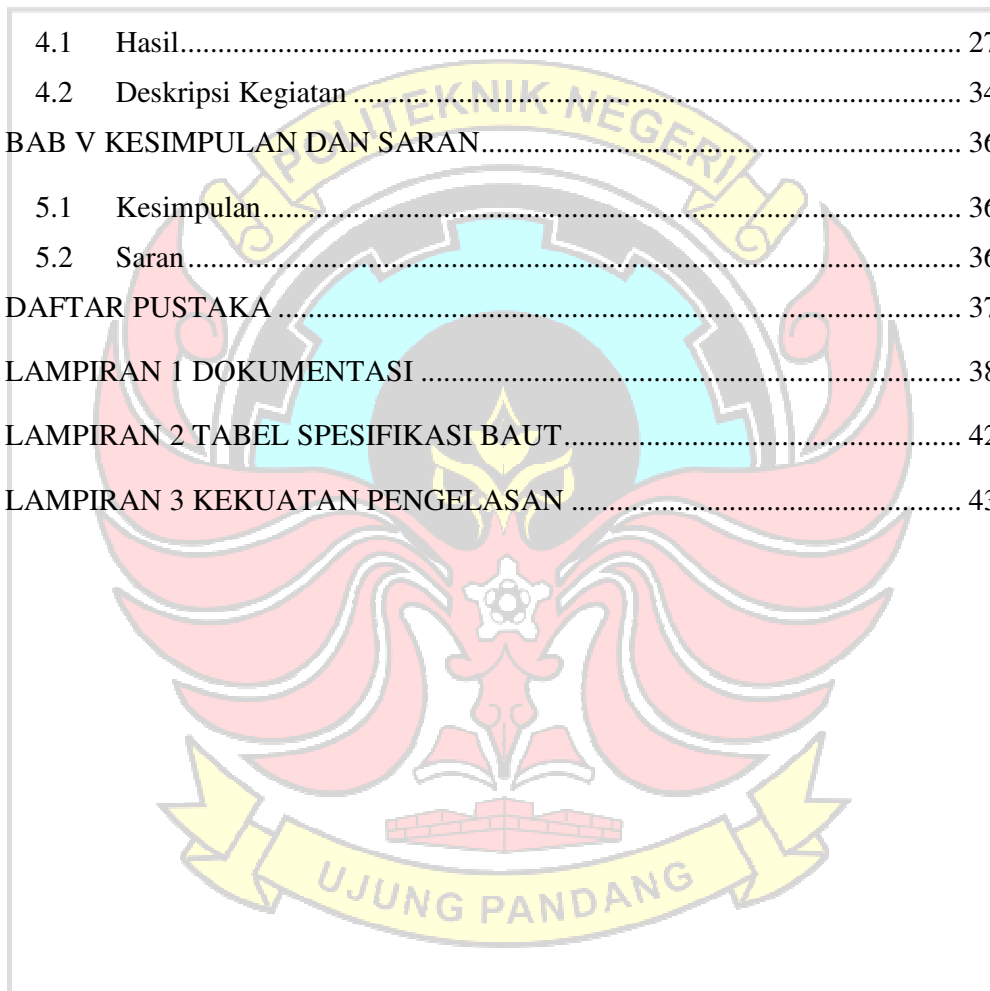 4.1 Hasil........................................................................................................ 27
4.2 Deskripsi Kegiatan ................................................................................. 34
BAB V KESIMPULAN DAN SARAN................................................................ 36
5.1 Kesimpulan............................................................................................. 36
5.2 Saran....................................................................................................... 36
DAFTAR PUSTAKA ........................................................................................... 37
LAMPIRAN 1 DOKUMENTASI ........................................................................ 38
LAMPIRAN 2 TABEL SPESIFIKASI BAUT..................................................... 42
LAMPIRAN 3 KEKUATAN PENGELASAN .................................................... 43
POLITEKNIK NEGERI
UJUNG PANDANG